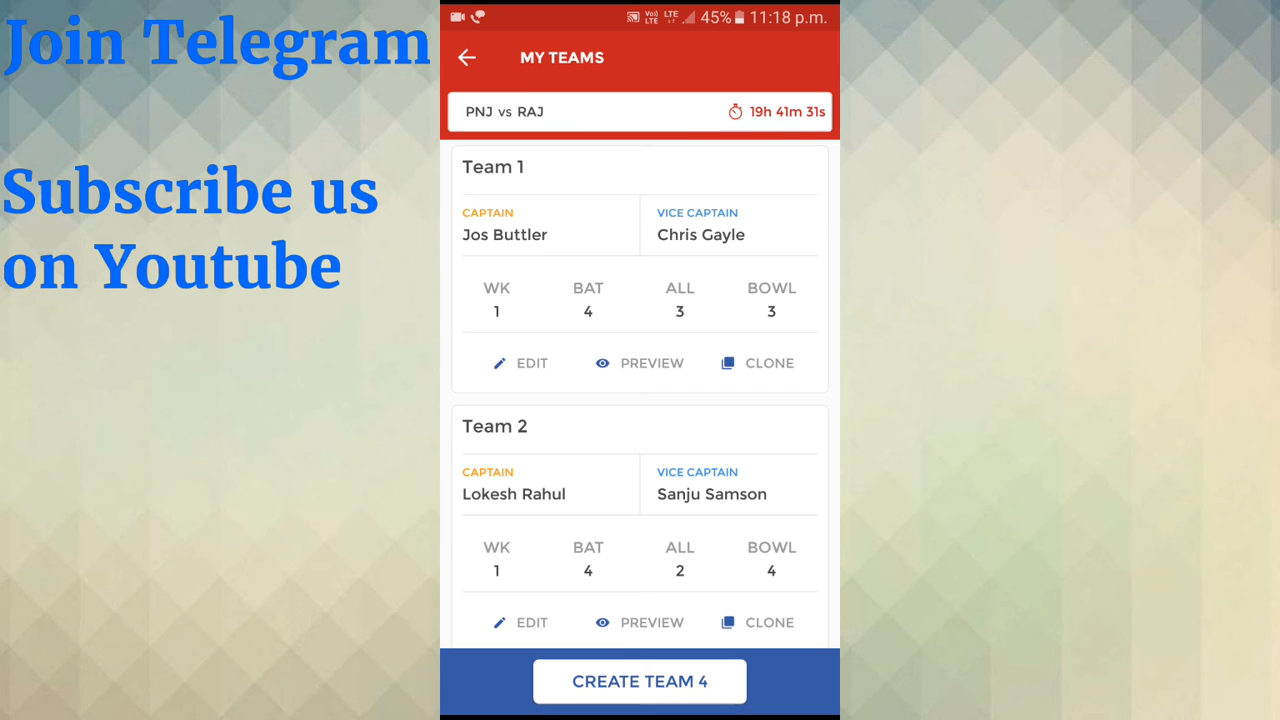 Join Telegram
Subscribe us
on Youtube
Vo) LTE LTE 45% 11:18 p.m.
MY TEAMS
PNJ vs RAJ 19h 41m 31s
Team 1
CAPTAIN VICE CAPTAIN
Jos Buttler Chris Gayle
WK BAT ALL BOWL
1 4 3 3
EDIT PREVIEW CLONE
Team 2
CAPTAIN VICE CAPTAIN
Lokesh Rahul Sanju Samson
WK BAT ALL BOWL
1 4 2 4
EDIT PREVIEW CLONE
CREATE TEAM 4